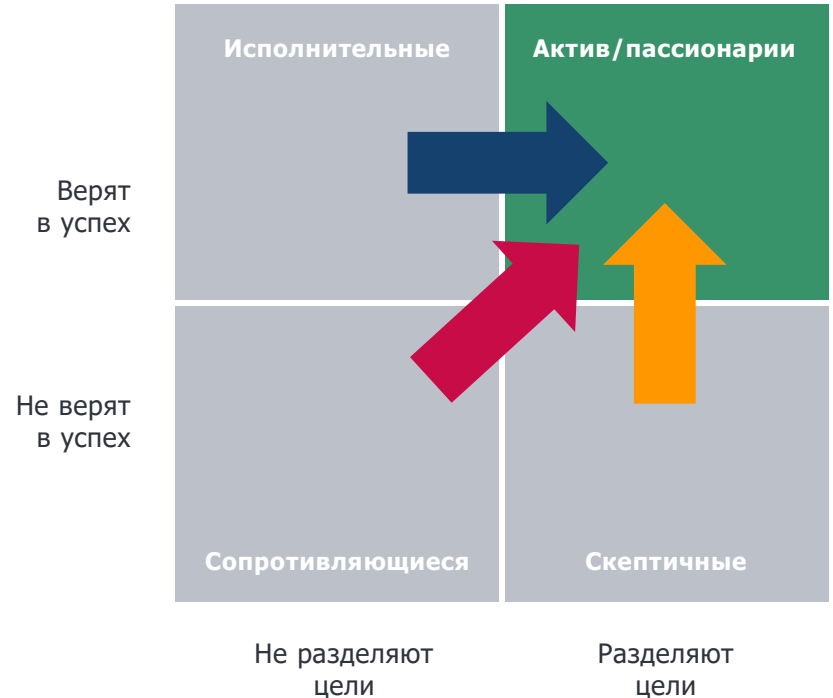 Исполнительные
Актив/пассионарии
Верят
в успех
Не верят
в успех
Сопротивляющиеся
Скептичные
Не разделяют
цели
Разделяют
цели